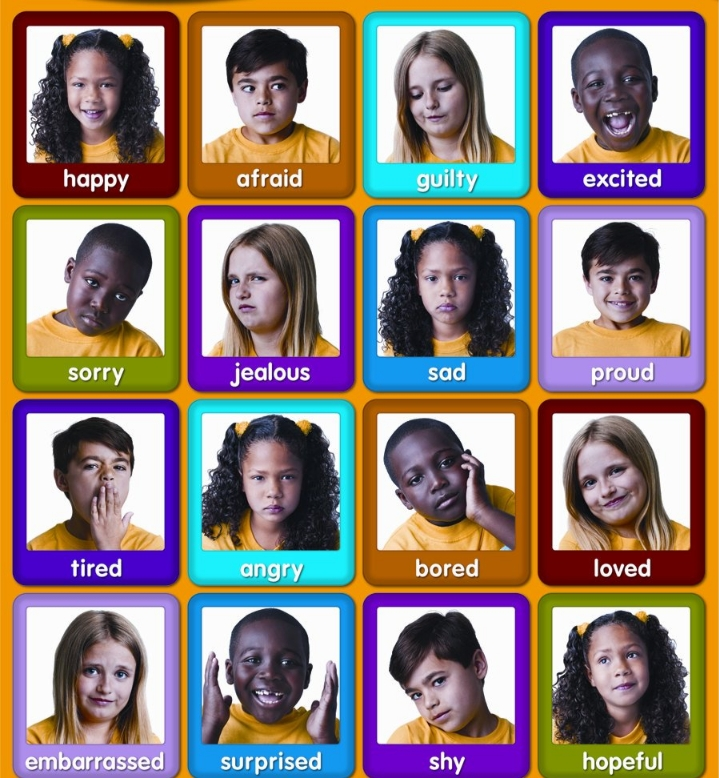 happy
afraid
guilty
excited
sorry
jealous
sad
proud
tired
angry
bored
loved
embarrassed
surprised
shy
hopeful